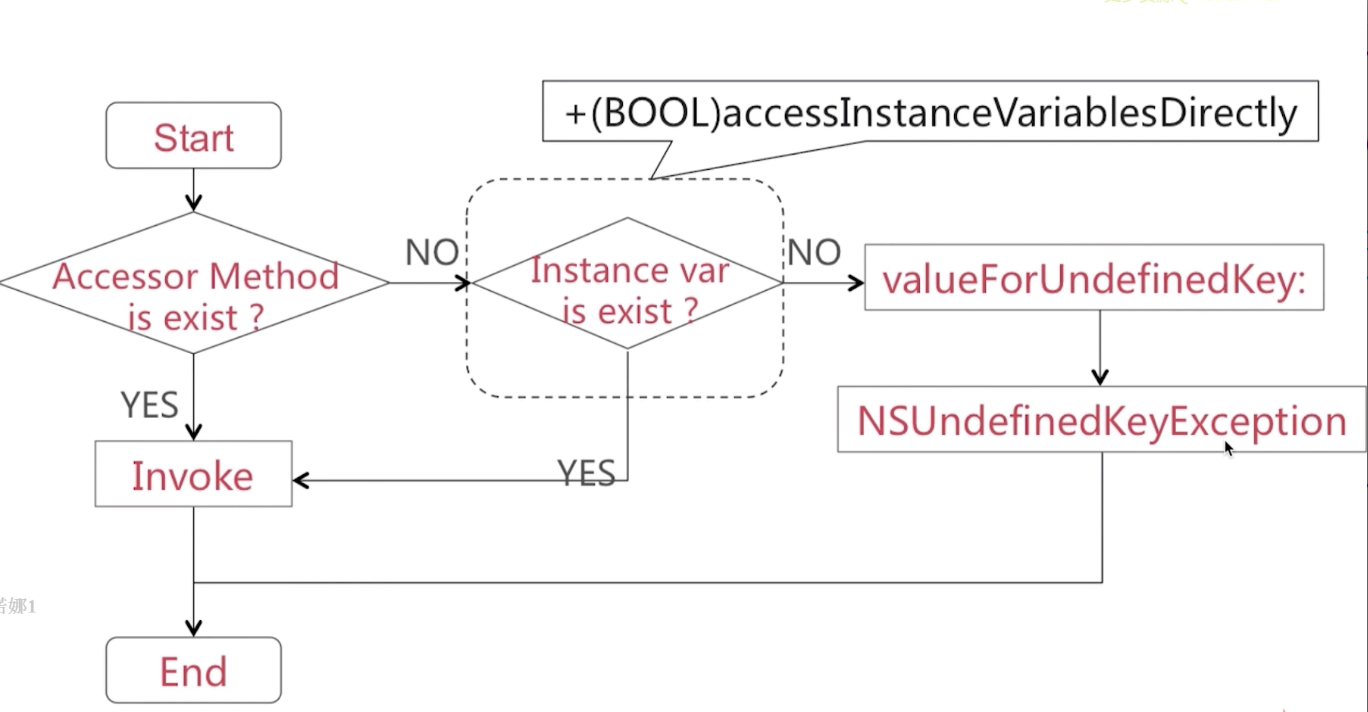 +(BOOL)accessInstanceVariablesDirectly
Start
NO
NO
Accessor Method
is exist ?
Instance var
is exist ?
valueForUndefinedKey:
YES
NSUndefinedKeyException
Invoke
YES
娜1
End